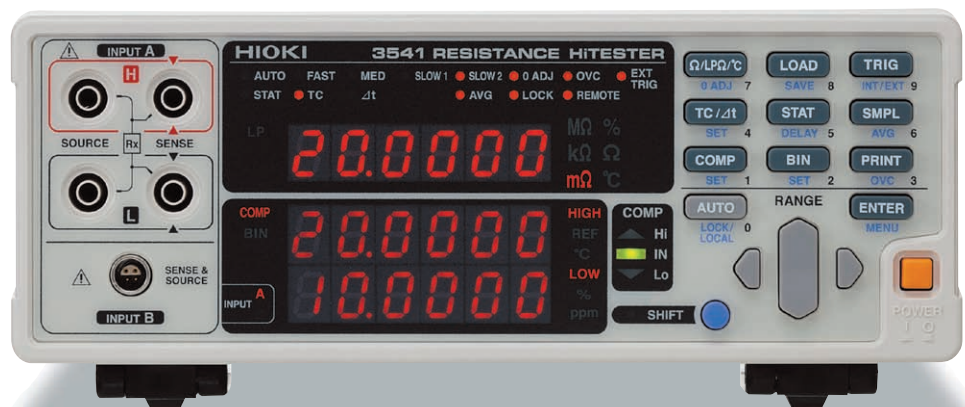 INPUT A
H
SOURCE
Rx
SENSE
L
SENSE &
SOURCE
INPUT B
HIOKI 3541 RESISTANCE HiTESTER
AUTO FAST MED SLOW 1 SLOW 2 0 ADJ OVC EXT TRIG
STAT TC ⊿t AVG LOCK REMOTE
LP 20.0000 MΩ %
kΩ Ω
mΩ °C
COMP 20.0000 HIGH
BIN REF
°C
10.0000 LOW
%
ppm
INPUT A
COMP
Hi
IN
Lo
SHIFT
Ω/LPΩ/°C LOAD TRIG
0 ADJ 7 SAVE 8 INT/EXT 9
TC/⊿t STAT SMPL
SET 4 DELAY 5 AVG 6
COMP BIN PRINT
SET 1 SET 2 OVC 3
AUTO RANGE ENTER
LOCK/ 0 MENU
LOCAL
POWER